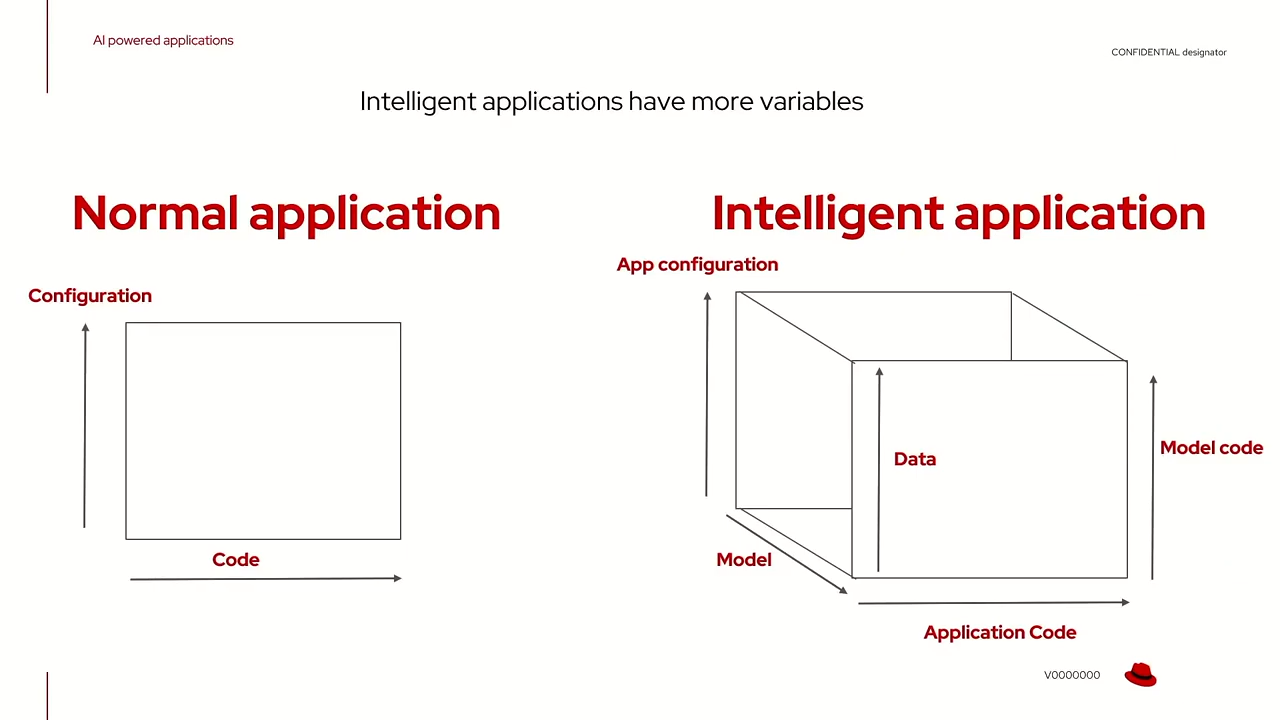 AI powered applications
CONFIDENTIAL designator
Intelligent applications have more variables
Normal application
Configuration
Code
Intelligent application
App configuration
Data
Model code
Model
Application Code
V0000000